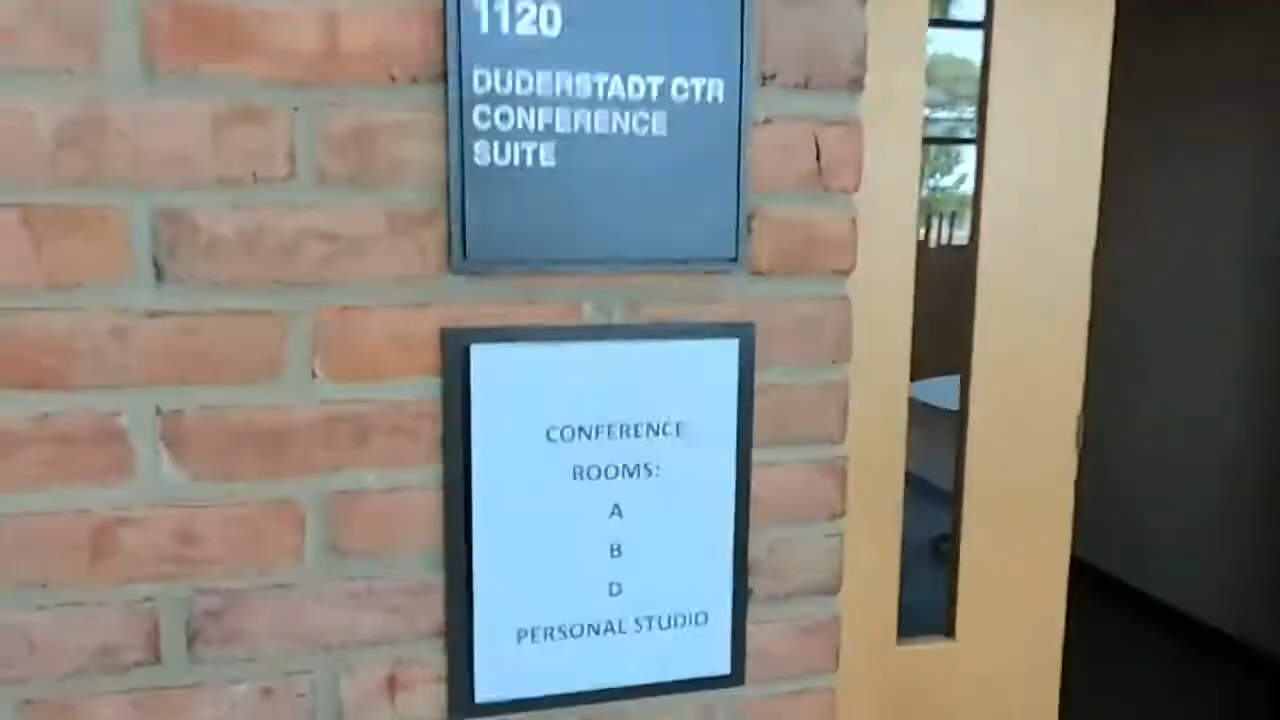 1120
DUDERSTADT CTR
CONFERENCE
SUITE
CONFERENCE
ROOMS:
A
B
D
PERSONAL STUDIO